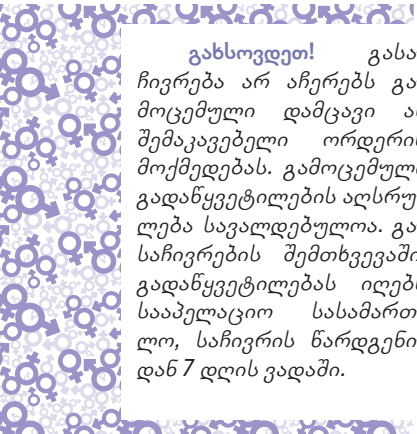 გახსოვდეთ! გასა
ჩივრება არ აჩერებს გა
მოცემული დამცავი ა
შემაკავებელი ორდერი
მოქმედებას. გამოცემული
გადაწყვეტილების აღსრუ
ლება სავალდებულოა. გა
საჩივრების შემთხვევაში
გადაწყვეტილებას იღებ
სააპელაციო სასამართ
ლო, საჩივრის წარდგენი
დან 7 დღის ვადაში.